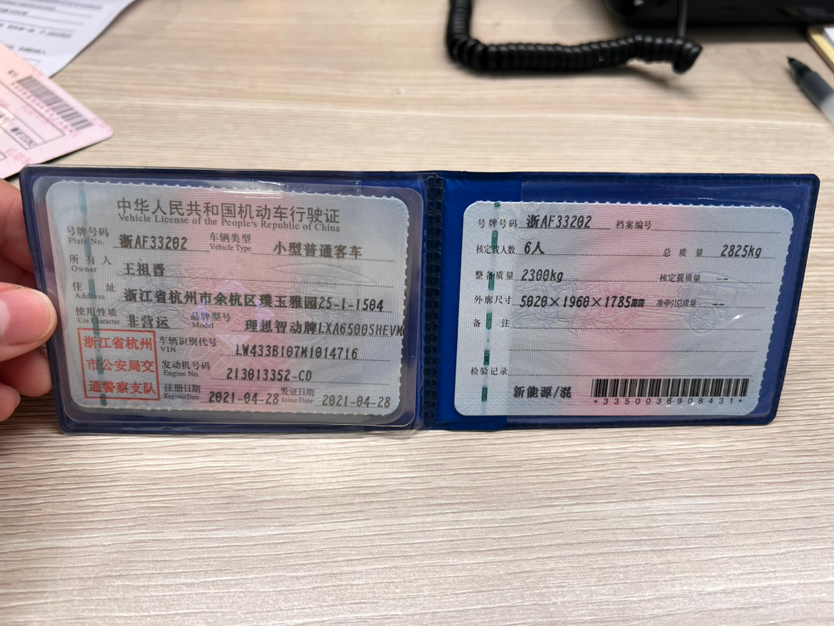 中华人民共和国机动车行驶证
Vehicle License of the People's Republic of China
号牌号码 Plate No. 浙AF33202 车辆类型 Vehicle Type 小型普通客车
所有人 Owner 王祖晋
住址 Address 浙江省杭州市余杭区璞玉雅园25-1-1504
使用性质 Use Character 非营运 品牌型号 Model 理想智动牌LXA6500SHEVM
浙江省杭州市公安局交通警察支队
车辆识别代号 VIN LW433B107M1014716
发动机号码 Engine No. 213013352-CD
注册日期 Register Date 2021-04-28 发证日期 Issue Date 2021-04-28
号牌号码 浙AF33202 档案编号
核定载人数 6人 总质量 2825kg
整备质量 2300kg 核定载质量 --
外廓尺寸 5020×1960×1785mm 准牵引总质量 --
备注
检验记录
新能源/混
*3350036908431*